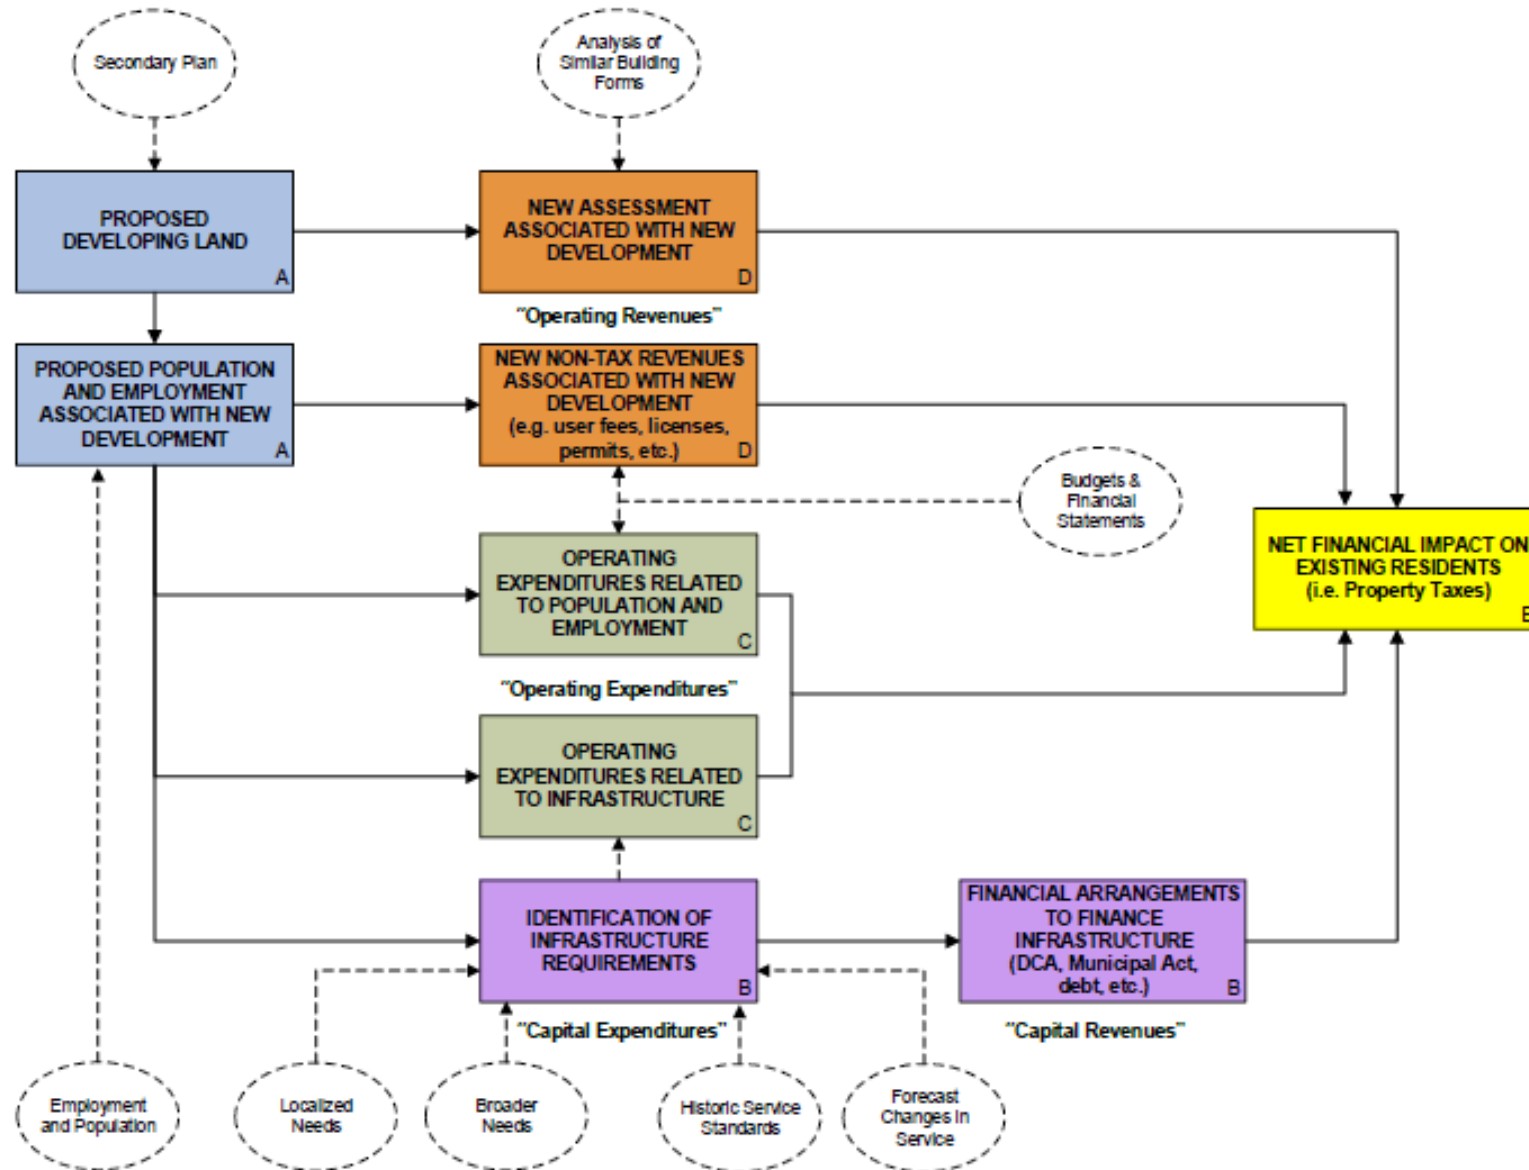 Secondary Plan
Analysis of
Similar Building
Forms
PROPOSED
DEVELOPING LAND
A
NEW ASSESSMENT
ASSOCIATED WITH NEW
DEVELOPMENT
D
"Operating Revenues"
PROPOSED POPULATION
AND EMPLOYMENT
ASSOCIATED WITH NEW
DEVELOPMENT
A
NEW NON-TAX REVENUES
ASSOCIATED WITH NEW
DEVELOPMENT
(e.g. user fees, licenses,
permits, etc.)
D
Budgets &
Financial
Statements
OPERATING
EXPENDITURES RELATED
TO POPULATION AND
EMPLOYMENT
C
NET FINANCIAL IMPACT ON
EXISTING RESIDENTS
(i.e. Property Taxes)
E
"Operating Expenditures"
OPERATING
EXPENDITURES RELATED
TO INFRASTRUCTURE
C
IDENTIFICATION OF
INFRASTRUCTURE
REQUIREMENTS
B
FINANCIAL ARRANGEMENTS
TO FINANCE
INFRASTRUCTURE
(DCA, Municipal Act,
debt, etc.)
B
"Capital Expenditures"
"Capital Revenues"
Employment
and Population
Localized
Needs
Broader
Needs
Historic Service
Standards
Forecast
Changes in
Service